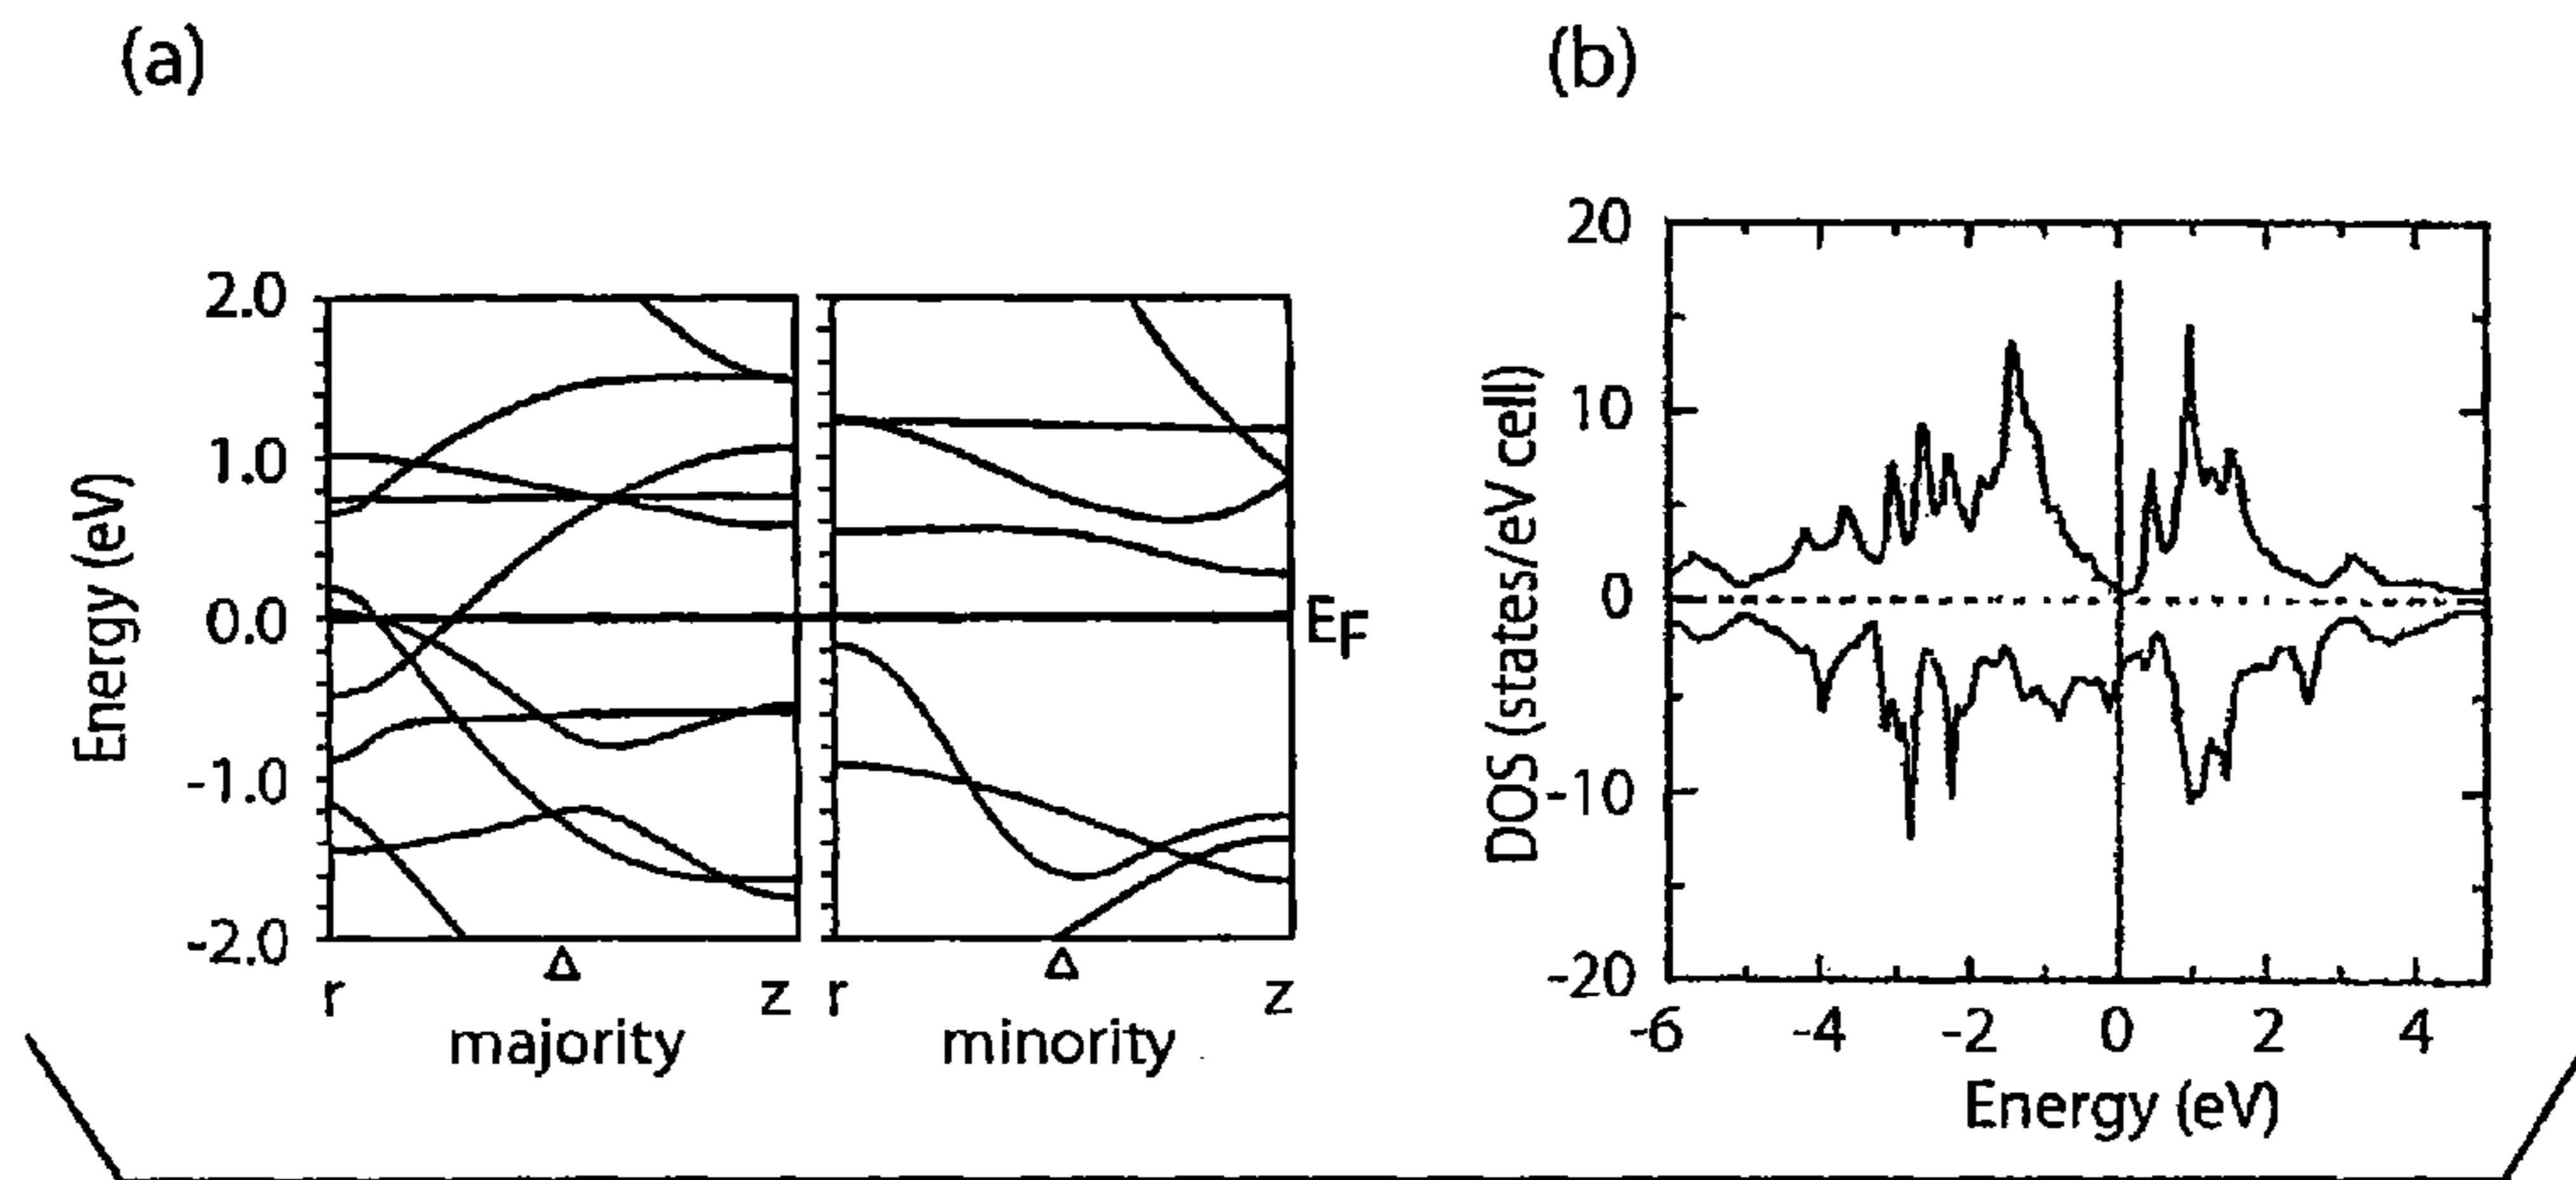 (a)
Energy (eV)
2.0
1.0
0.0
-1.0
-2.0
E_F
Δ
Δ
r
z
r
z
majority
minority
(b)
DOS (states/eV cell)
20
10
0
-10
-20
-6
-4
-2
0
2
4
Energy (eV)